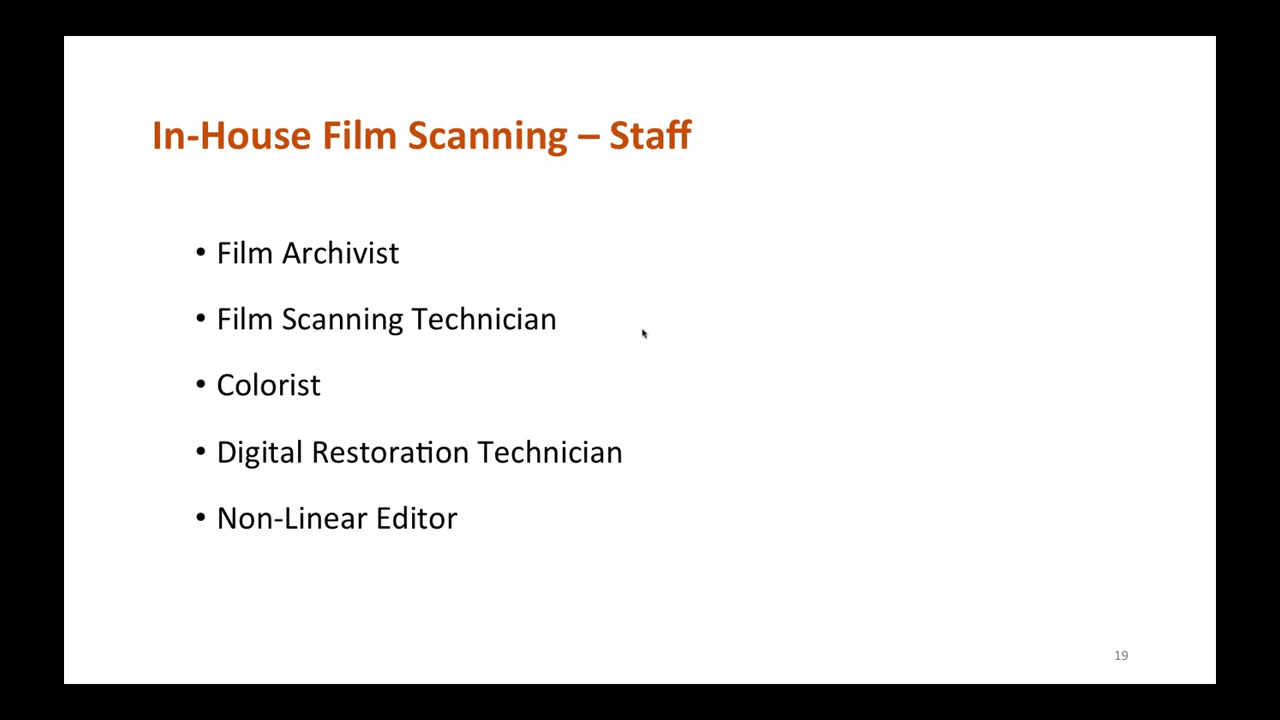 In-House Film Scanning – Staff
• Film Archivist
• Film Scanning Technician
• Colorist
• Digital Restoration Technician
• Non-Linear Editor
19